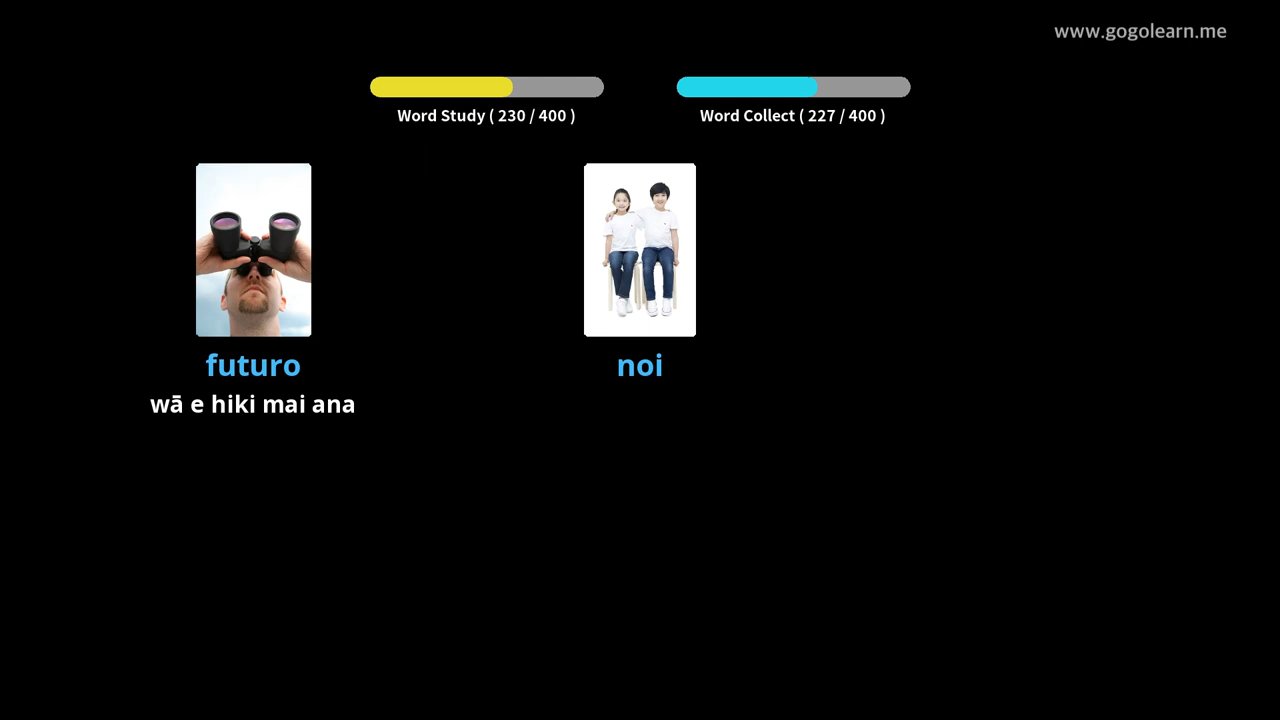 www.gogolearn.me
Word Study ( 230 / 400 )
Word Collect ( 227 / 400 )
futuro
noi
wā e hiki mai ana